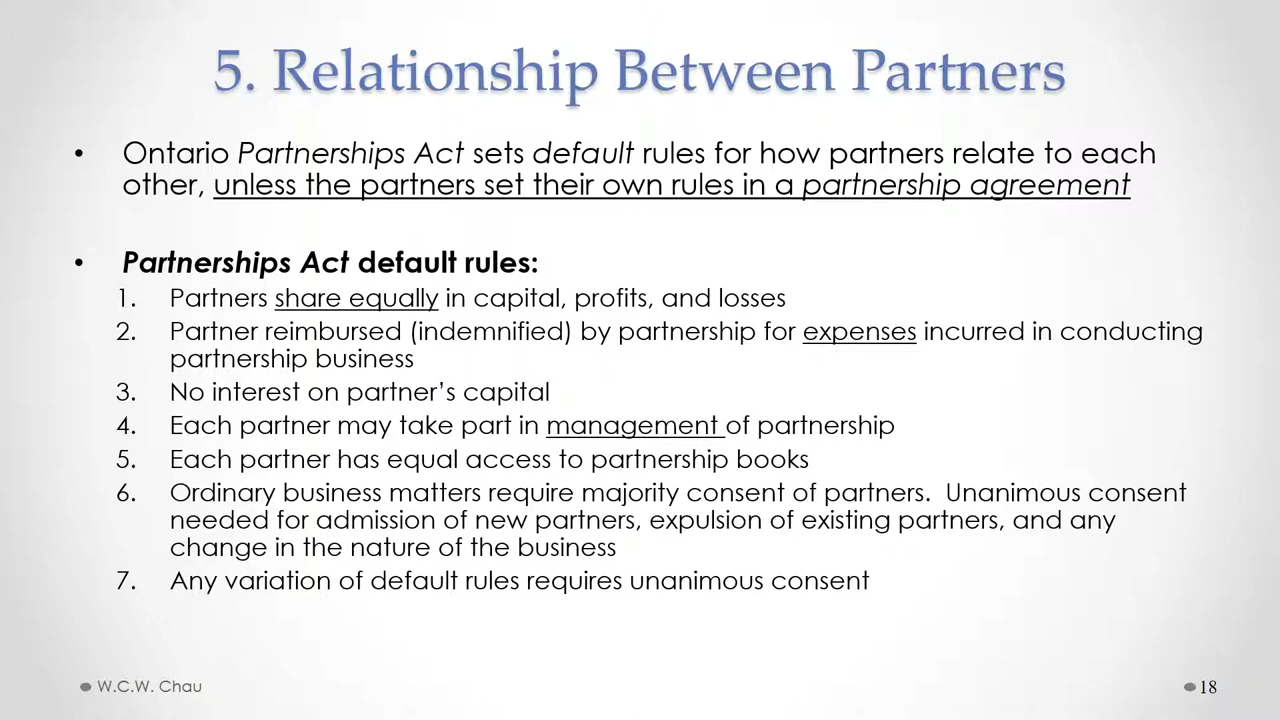 5. Relationship Between Partners
• Ontario Partnerships Act sets default rules for how partners relate to each
other, unless the partners set their own rules in a partnership agreement
• Partnerships Act default rules:
1. Partners share equally in capital, profits, and losses
2. Partner reimbursed (indemnified) by partnership for expenses incurred in conducting
partnership business
3. No interest on partner’s capital
4. Each partner may take part in management of partnership
5. Each partner has equal access to partnership books
6. Ordinary business matters require majority consent of partners.  Unanimous consent
needed for admission of new partners, expulsion of existing partners, and any
change in the nature of the business
7. Any variation of default rules requires unanimous consent
W.C.W. Chau
18